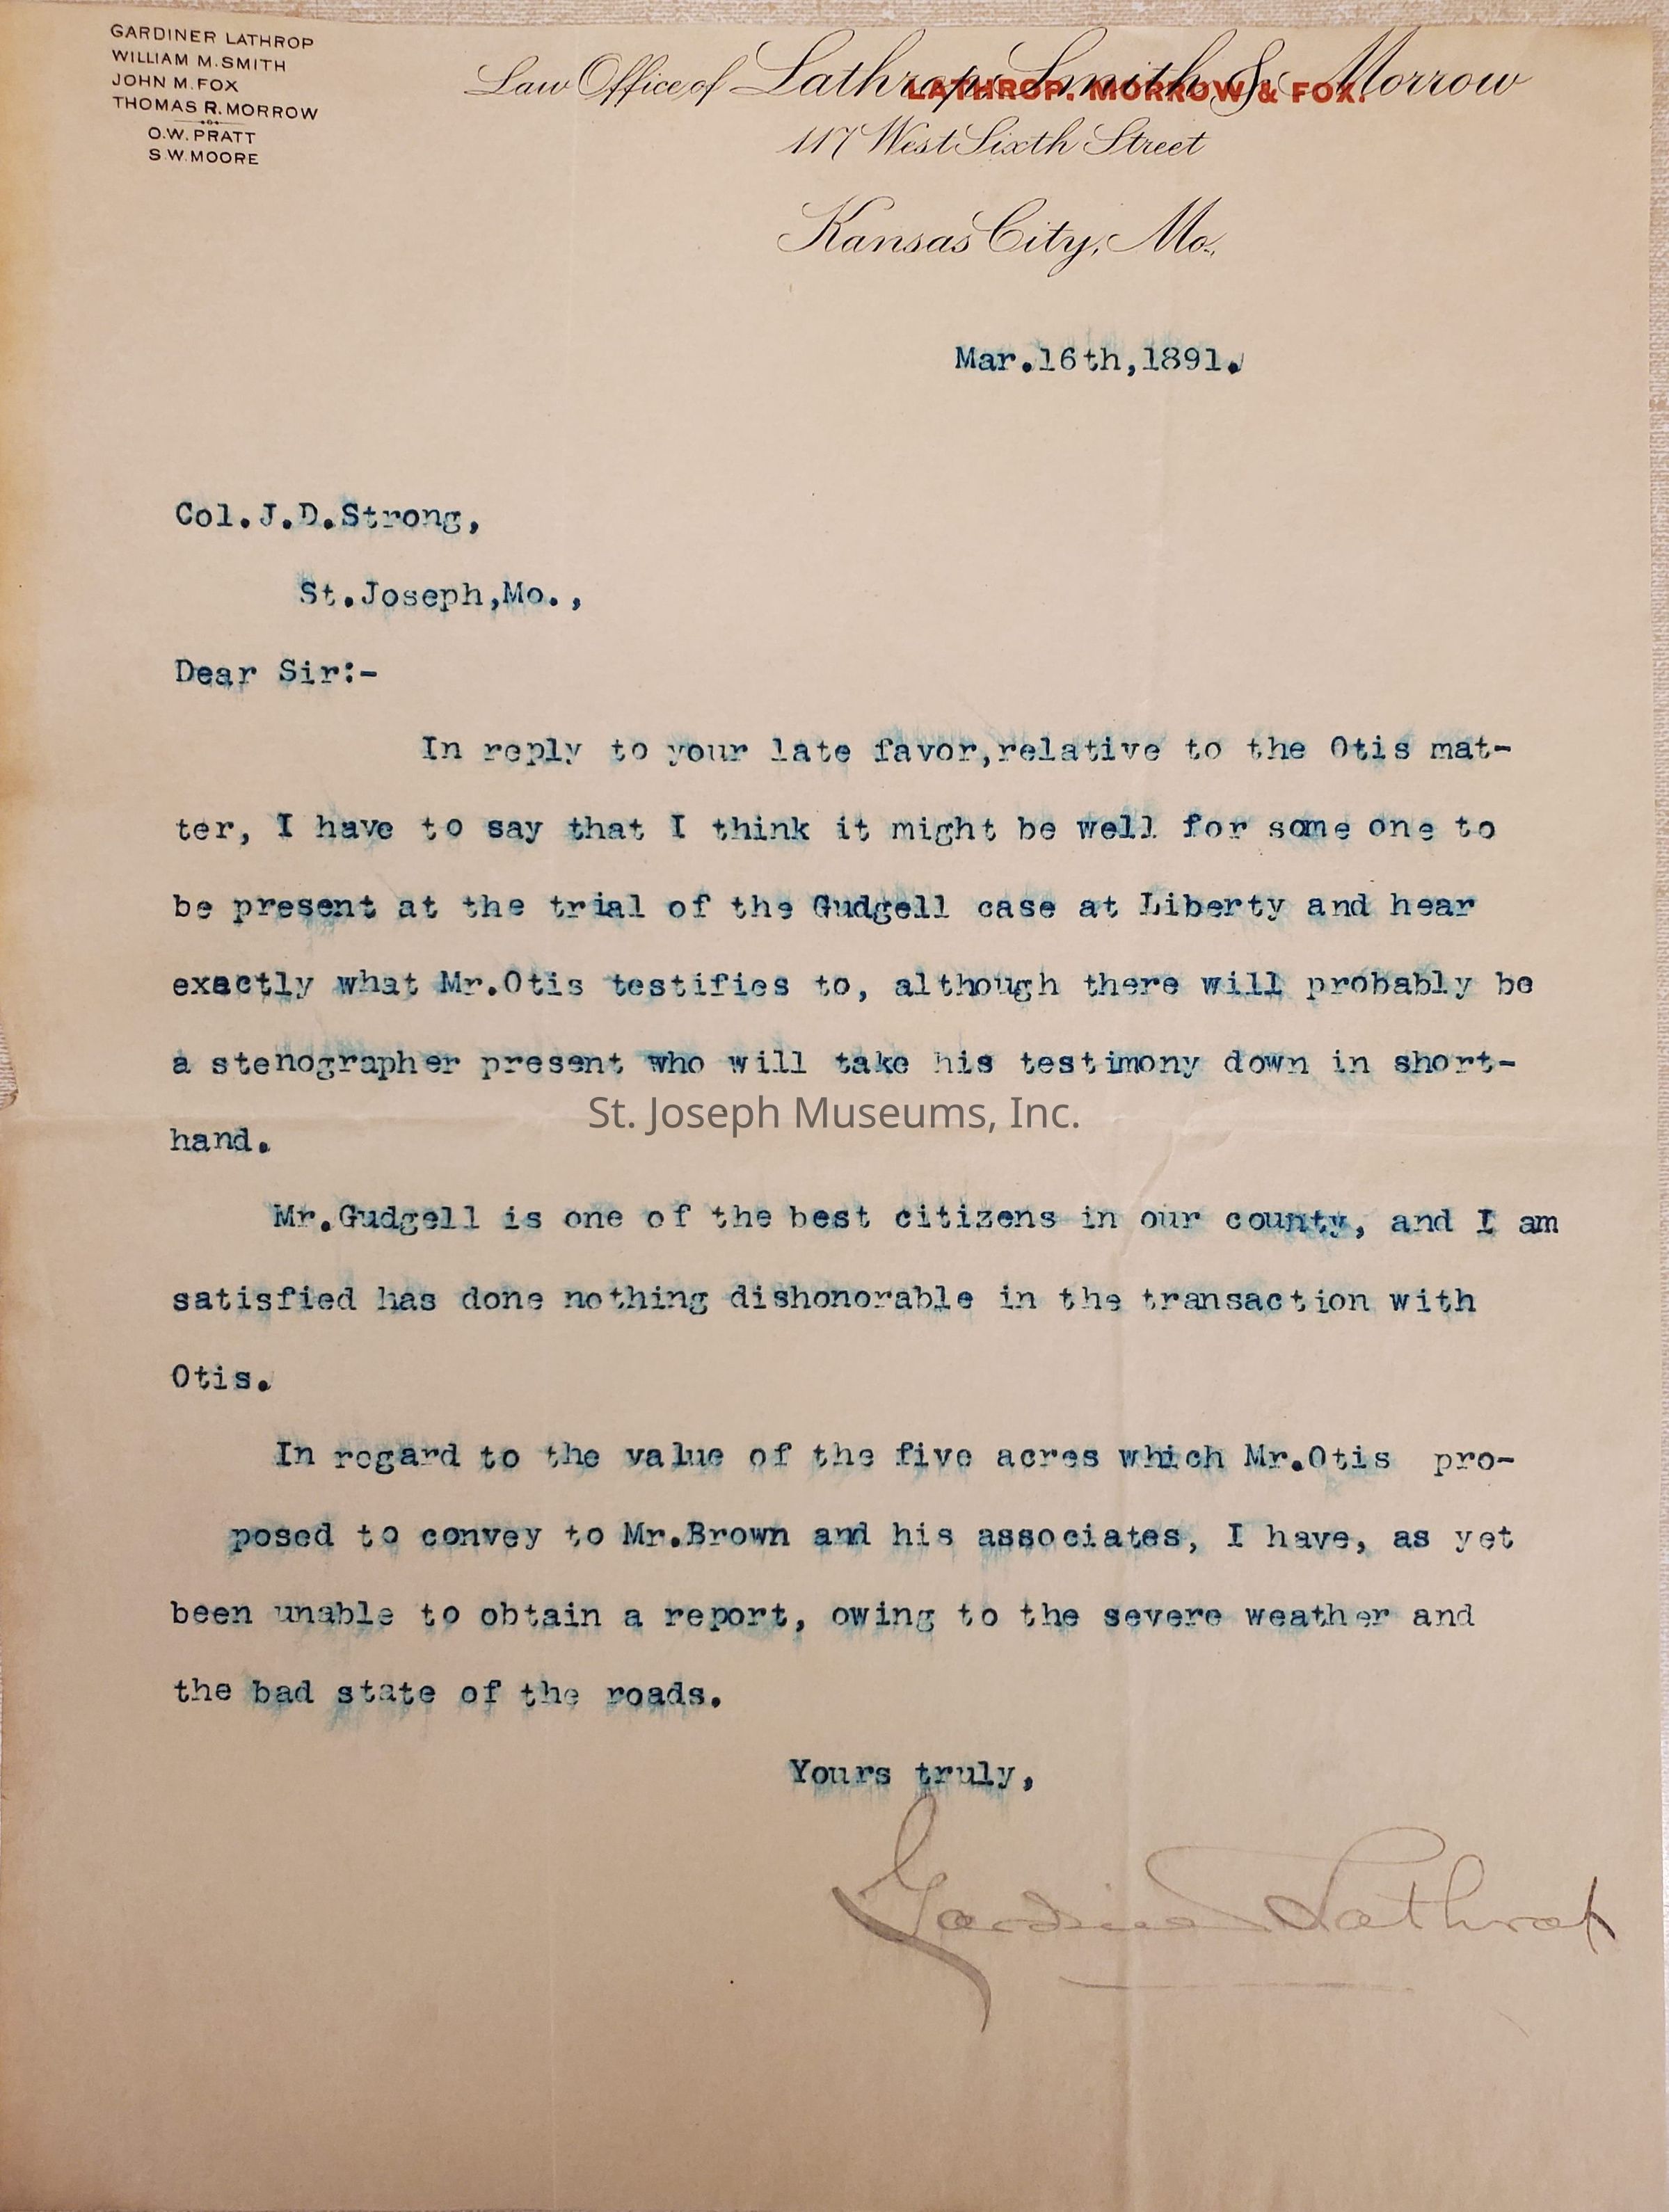 GARDINER LATHROP
WILLIAM M. SMITH
JOHN M. FOX
THOMAS R. MORROW
O.W. PRATT
S.W. MOORE
Law Office of Lathrop, Smith & Morrow
LATHROP, MORROW & FOX.
117 West Sixth Street
Kansas City, Mo.
Mar.16th,1891.
Col.J.D.Strong,
St.Joseph,Mo.,
Dear Sir:-
In reply to your late favor,relative to the Otis mat-
ter, I have to say that I think it might be well for some one to
be present at the trial of the Gudgell case at Liberty and hear
exactly what Mr.Otis testifies to, although there will probably be
a stenographer present who will take his testimony down in short-
St. Joseph Museums, Inc.
hand.
Mr.Gudgell is one of the best citizens in our county, and I am
satisfied has done nothing dishonorable in the transaction with
Otis.
In regard to the value of the five acres which Mr.Otis pro-
posed to convey to Mr.Brown and his associates, I have, as yet
been unable to obtain a report, owing to the severe weather and
the bad state of the roads.
Yours truly,
Gardiner Lathrop